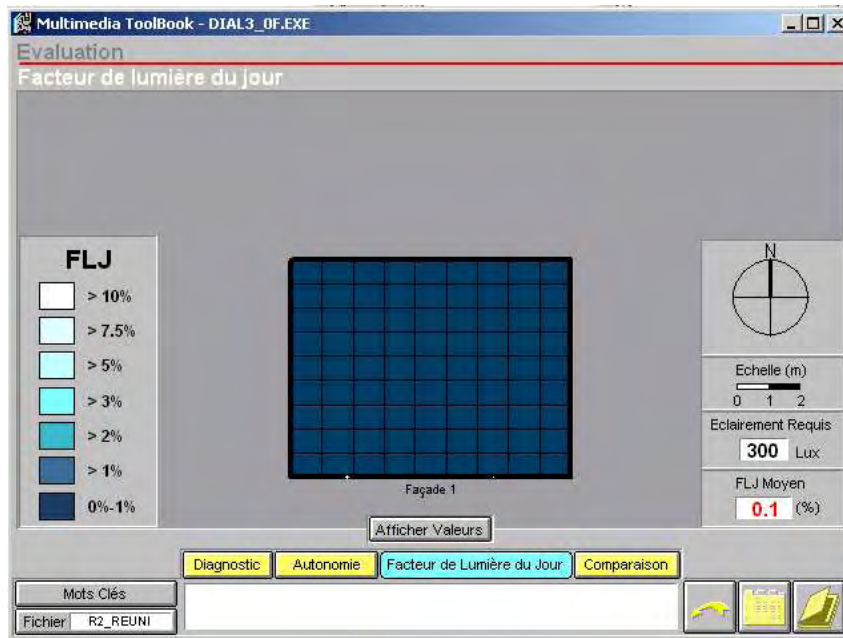 Multimedia ToolBook - DIAL3_0F.EXE
Evaluation
Facteur de lumière du jour
FLJ
> 10%
> 7.5%
> 5%
> 3%
> 2%
> 1%
0%-1%
Façade 1
N
Echelle (m)
0 1 2
Eclairement Requis
300 Lux
FLJ Moyen
0.1 (%)
Afficher Valeurs
Diagnostic Autonomie Facteur de Lumière du Jour Comparaison
Mots Clés
Fichier R2_REUNI